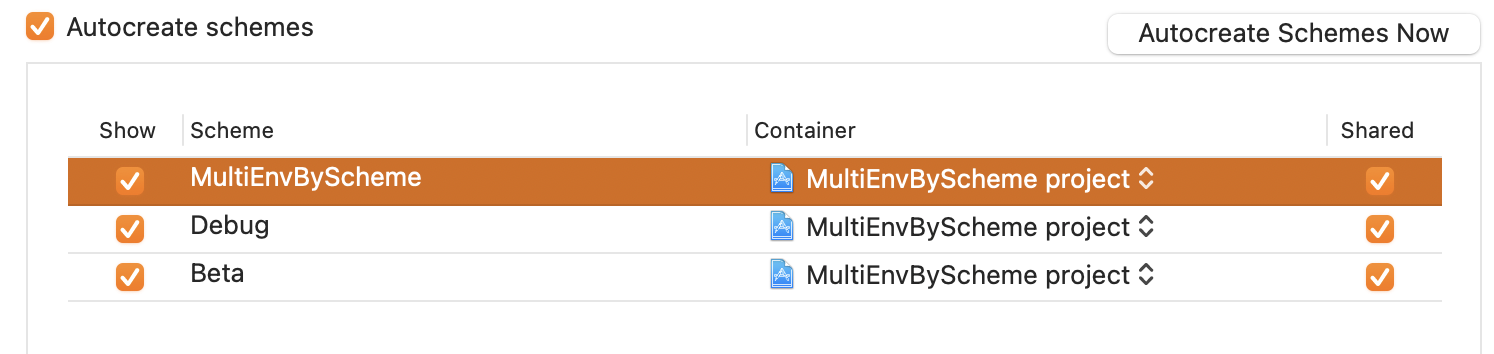 Autocreate schemes
Autocreate Schemes Now
Show Scheme Container Shared
MultiEnvByScheme MultiEnvByScheme project
Debug MultiEnvByScheme project
Beta MultiEnvByScheme project